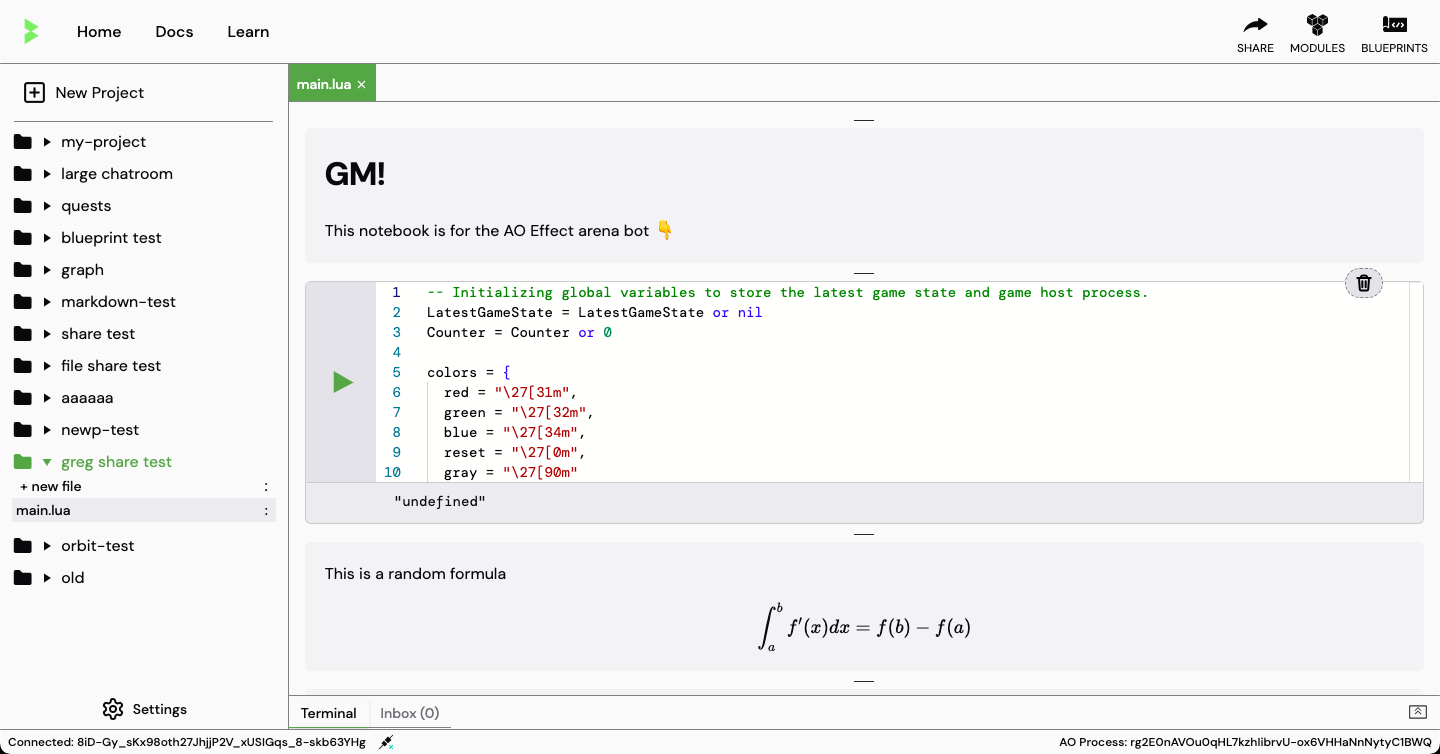 Home Docs Learn
SHARE MODULES BLUEPRINTS
New Project
my-project
large chatroom
quests
blueprint test
graph
markdown-test
share test
file share test
aaaaaa
newp-test
greg share test
+ new file :
main.lua :
orbit-test
old
Settings
main.lua ×
GM!
This notebook is for the AO Effect arena bot 👇
1 -- Initializing global variables to store the latest game state and game host process.
2 LatestGameState = LatestGameState or nil
3 Counter = Counter or 0
4
5 colors = {
6 red = "\27[31m",
7 green = "\27[32m",
8 blue = "\27[34m",
9 reset = "\27[0m",
10 gray = "\27[90m"
"undefined"
This is a random formula
∫_a^b f′(x)dx = f(b) − f(a)
Terminal Inbox (0)
Connected: 8iD-Gy_sKx98oth27JhjjP2V_xUSIGqs_8-skb63YHg
AO Process: rg2E0nAVOu0qHL7kzhIibrvU-ox6VHHaNnNytyC1BWQ